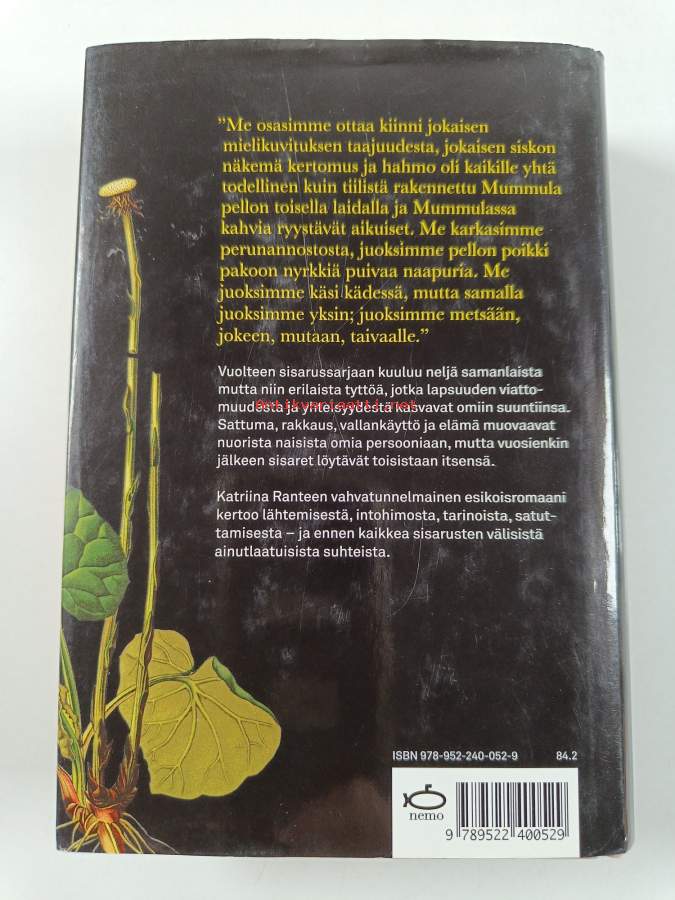 ”Me osasimme ottaa kiinni jokaisen
mielikuvituksen taajuudesta, jokaisen siskon
näkemä kertomus ja hahmo oli kaikille yhtä
todellinen kuin tiilistä rakennettu Mummula
pellon toisella laidalla ja Mummulassa
kahvia ryystävät aikuiset. Me karkasimme
perunannostosta, juoksimme pellon poikki
pakoon nyrkkiä puivaa naapuria. Me
juoksimme käsi kädessä, mutta samalla
juoksimme yksin; juoksimme metsään,
jokeen, mutaan, taivaalle.”
Vuolteen sisarussarjaan kuuluu neljä samanlaista
mutta niin erilaista tyttöä, jotka lapsuuden viatto-
muudesta ja yhteisyydestä kasvavat omiin suuntiinsa.
Antikvariaatti.net
Sattuma, rakkaus, vallankäyttö ja elämä muovaavat
nuorista naisista omia persooniaan, mutta vuosienkin
jälkeen sisaret löytävät toisistaan itsensä.
Katriina Ranteen vahvatunnelmainen esikoisromaani
kertoo lähtemisestä, intohimosta, tarinoista, satut-
tamisesta – ja ennen kaikkea sisarusten välisistä
ainutlaatuisista suhteista.
ISBN 978-952-240-052-9 84.2
nemo
9 789522 400529